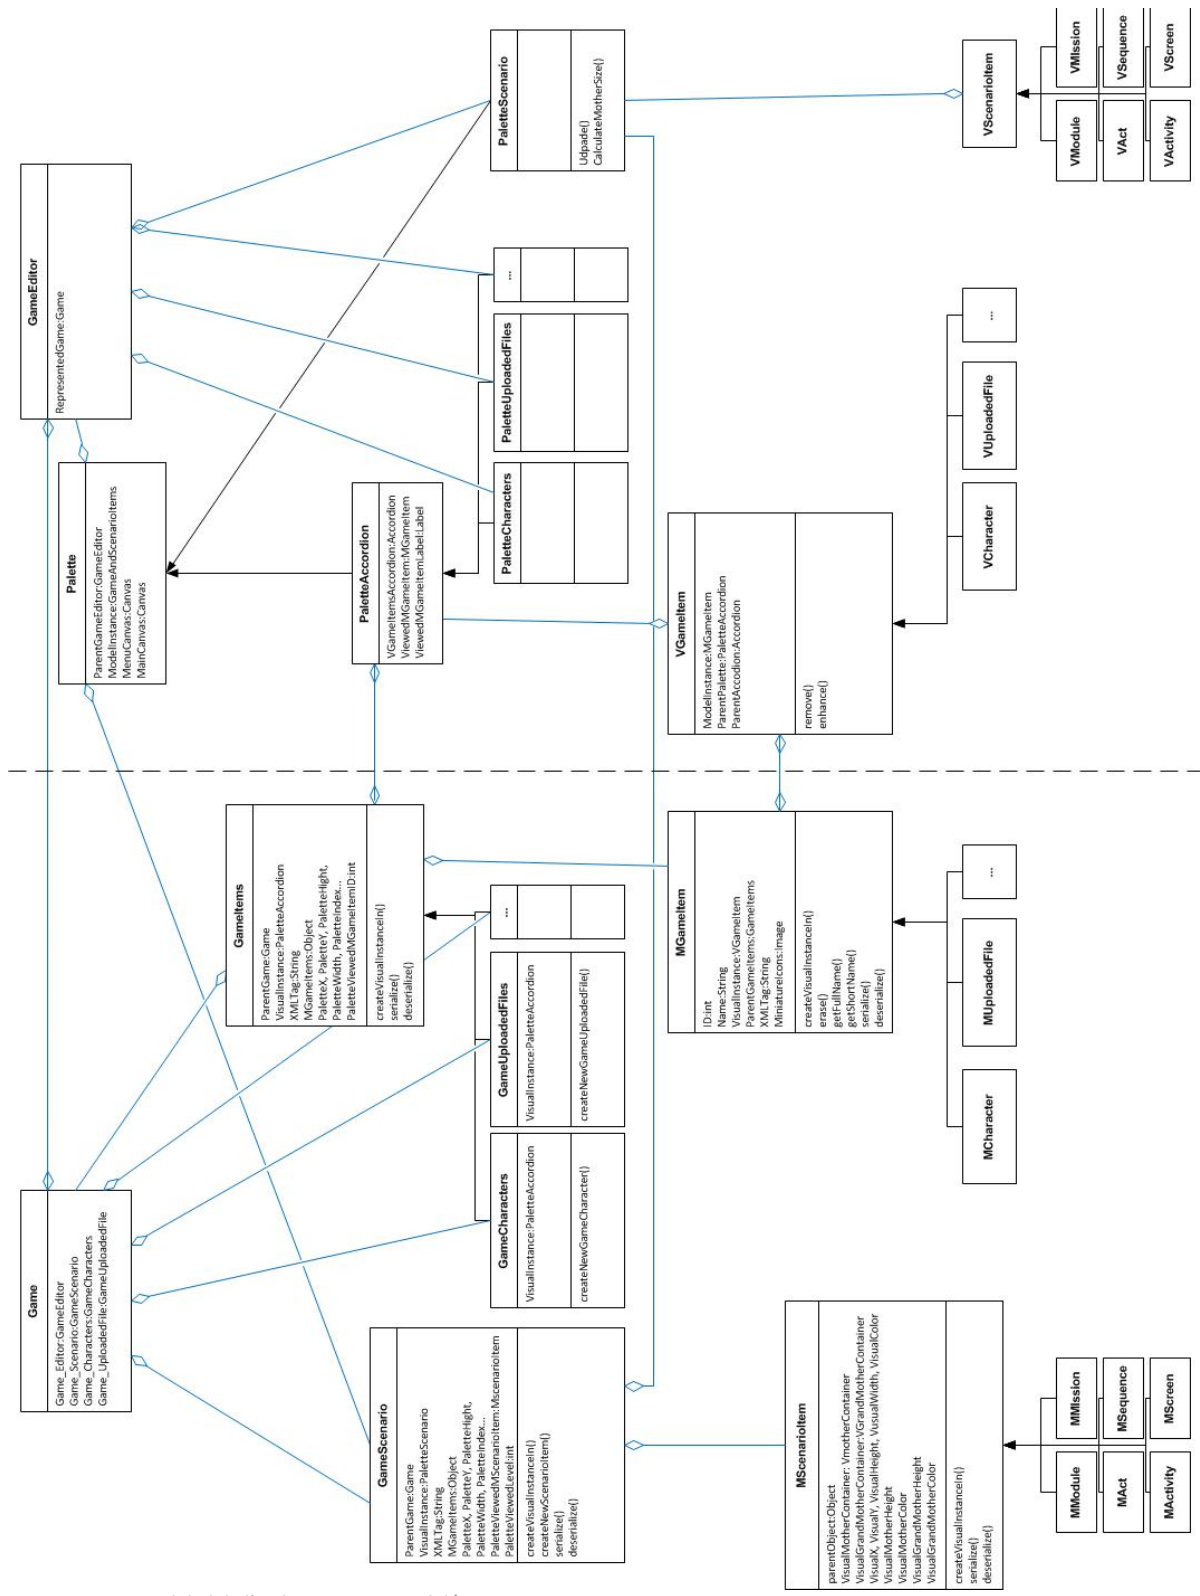 Game
Game_Editor:GameEditor
Game_Scenario:GameScenario
Game_Characters:GameCharacters
Game_UploadedFile:GameUploadedFile
GameEditor
RepresentedGame:Game
Palette
ParentGameEditor:GameEditor
ModelInstance:GameAndScenarioItems
MenuCanvas:Canvas
MainCanvas:Canvas
GameItems
ParentGame:Game
VisualInstance:PaletteAccordion
XMLTag:String
MGameItems:Object
PaletteX, PaletteY, PaletteHight,
PaletteWidth, PaletteIndex...
PaletteViewedMGameItemID:int
createVisualInstanceIn()
serialize()
deserialize()
PaletteAccordion
VGameItemsAccordion:Accordion
ViewedMGameItem:MGameItem
ViewedMGameItemLabel:Label
GameScenario
ParentGame:Game
VisualInstance:PaletteScenario
XMLTag:String
MGameItems:Object
PaletteX, PaletteY, PaletteHight,
PaletteWidth, PaletteIndex...
PaletteViewedMScenarioItem:MscenarioItem
PaletteViewedLevel:int
createVisualInstanceIn()
createNewScenarioItem()
serialize()
deserialize()
GameCharacters
VisualInstance:PaletteAccordion
createNewGameCharacter()
GameUploadedFiles
VisualInstance:PaletteAccordion
createNewGameUploadedFile()
...
PaletteCharacters
PaletteUploadedFiles
...
PaletteScenario
Udpade()
CalculateMotherSize()
MGameItem
ID:int
Name:String
VisualInstance:VGameItem
ParentGameItems:GameItems
XMLTag:String
MiniatureIcons:Image
createVisualInstanceIn()
erase()
getFullName()
getShortName()
serialize()
deserialize()
VGameItem
ModelInstance:MGameItem
ParentPalette:PaletteAccordion
ParentAccodion:Accordion
remove()
enhance()
MScenarioItem
parentObject:Object
VisualMotherContainer: VmotherContainer
VisualGrandMotherContainer:VGrandMotherContainer
VisualX, VisualY, VisualHeight, VusualWidth, VisualColor
VisualMotherHeight
VisualMotherColor
VisualGrandMotherHeight
VisualGrandMotherColor
createVisualInstanceIn()
serialize()
deserialize()
MCharacter
MUploadedFile
...
VCharacter
VUploadedFile
...
VScenarioItem
MModule
MMIssion
MAct
MSequence
MActivity
MScreen
VModule
VMIssion
VAct
VSequence
VActivity
VScreen